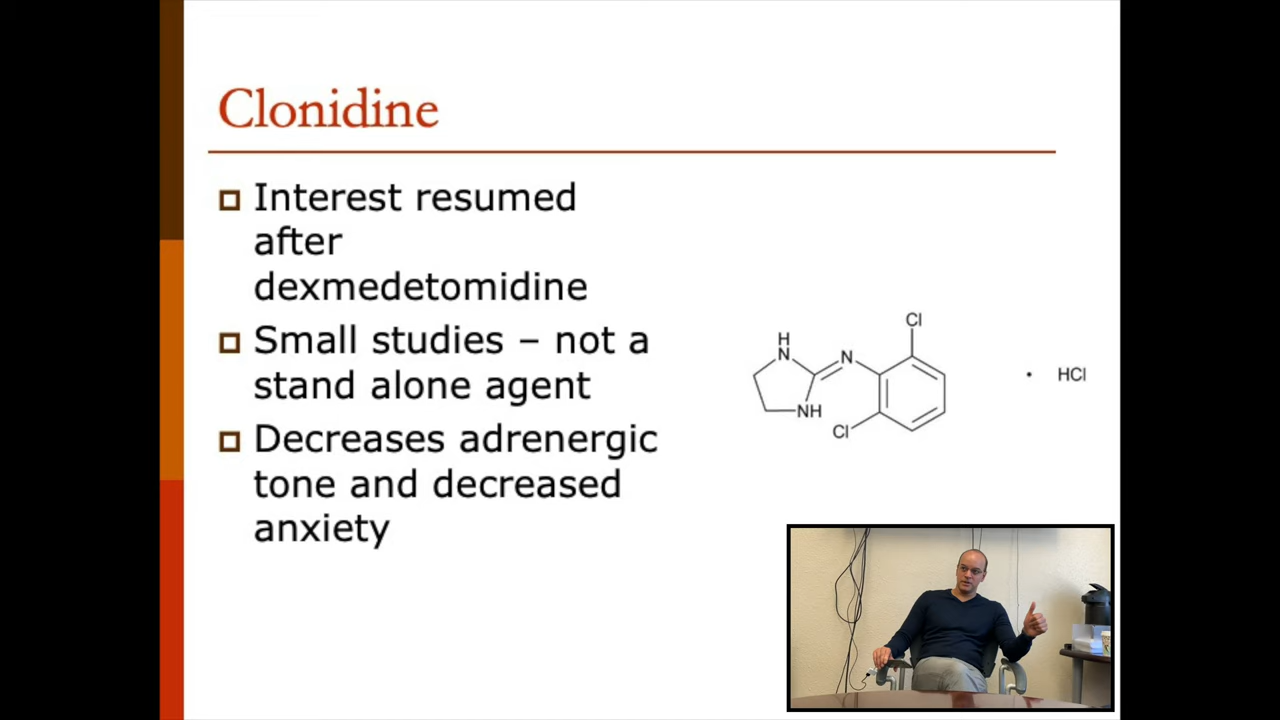 Clonidine
Interest resumed
after
dexmedetomidine
Small studies – not a
stand alone agent
Decreases adrenergic
tone and decreased
anxiety
H
N
N
NH
Cl
Cl
• HCl